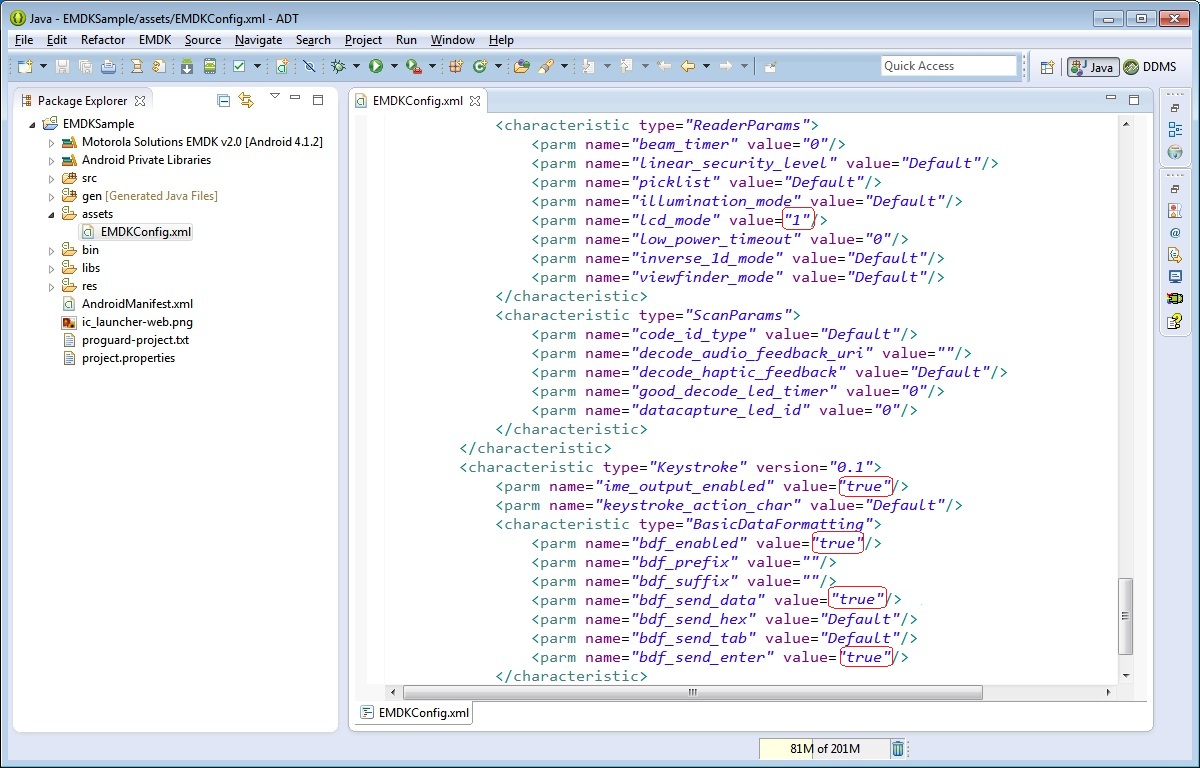 Java - EMDKSample/assets/EMDKConfig.xml - ADT
File Edit Refactor EMDK Source Navigate Search Project Run Window Help
Quick Access
Java
DDMS
Package Explorer
EMDKSample
Motorola Solutions EMDK v2.0 [Android 4.1.2]
Android Private Libraries
src
gen [Generated Java Files]
assets
EMDKConfig.xml
bin
libs
res
AndroidManifest.xml
ic_launcher-web.png
proguard-project.txt
project.properties
EMDKConfig.xml
<characteristic type="ReaderParams">
<parm name="beam_timer" value="0"/>
<parm name="linear_security_level" value="Default"/>
<parm name="picklist" value="Default"/>
<parm name="illumination_mode" value="Default"/>
<parm name="lcd_mode" value="1"/>
<parm name="low_power_timeout" value="0"/>
<parm name="inverse_1d_mode" value="Default"/>
<parm name="viewfinder_mode" value="Default"/>
</characteristic>
<characteristic type="ScanParams">
<parm name="code_id_type" value="Default"/>
<parm name="decode_audio_feedback_uri" value=""/>
<parm name="decode_haptic_feedback" value="Default"/>
<parm name="good_decode_led_timer" value="0"/>
<parm name="datacapture_led_id" value="0"/>
</characteristic>
</characteristic>
<characteristic type="Keystroke" version="0.1">
<parm name="ime_output_enabled" value="true"/>
<parm name="keystroke_action_char" value="Default"/>
<characteristic type="BasicDataFormatting">
<parm name="bdf_enabled" value="true"/>
<parm name="bdf_prefix" value=""/>
<parm name="bdf_suffix" value=""/>
<parm name="bdf_send_data" value="true"/>
<parm name="bdf_send_hex" value="Default"/>
<parm name="bdf_send_tab" value="Default"/>
<parm name="bdf_send_enter" value="true"/>
</characteristic>
EMDKConfig.xml
81M of 201M